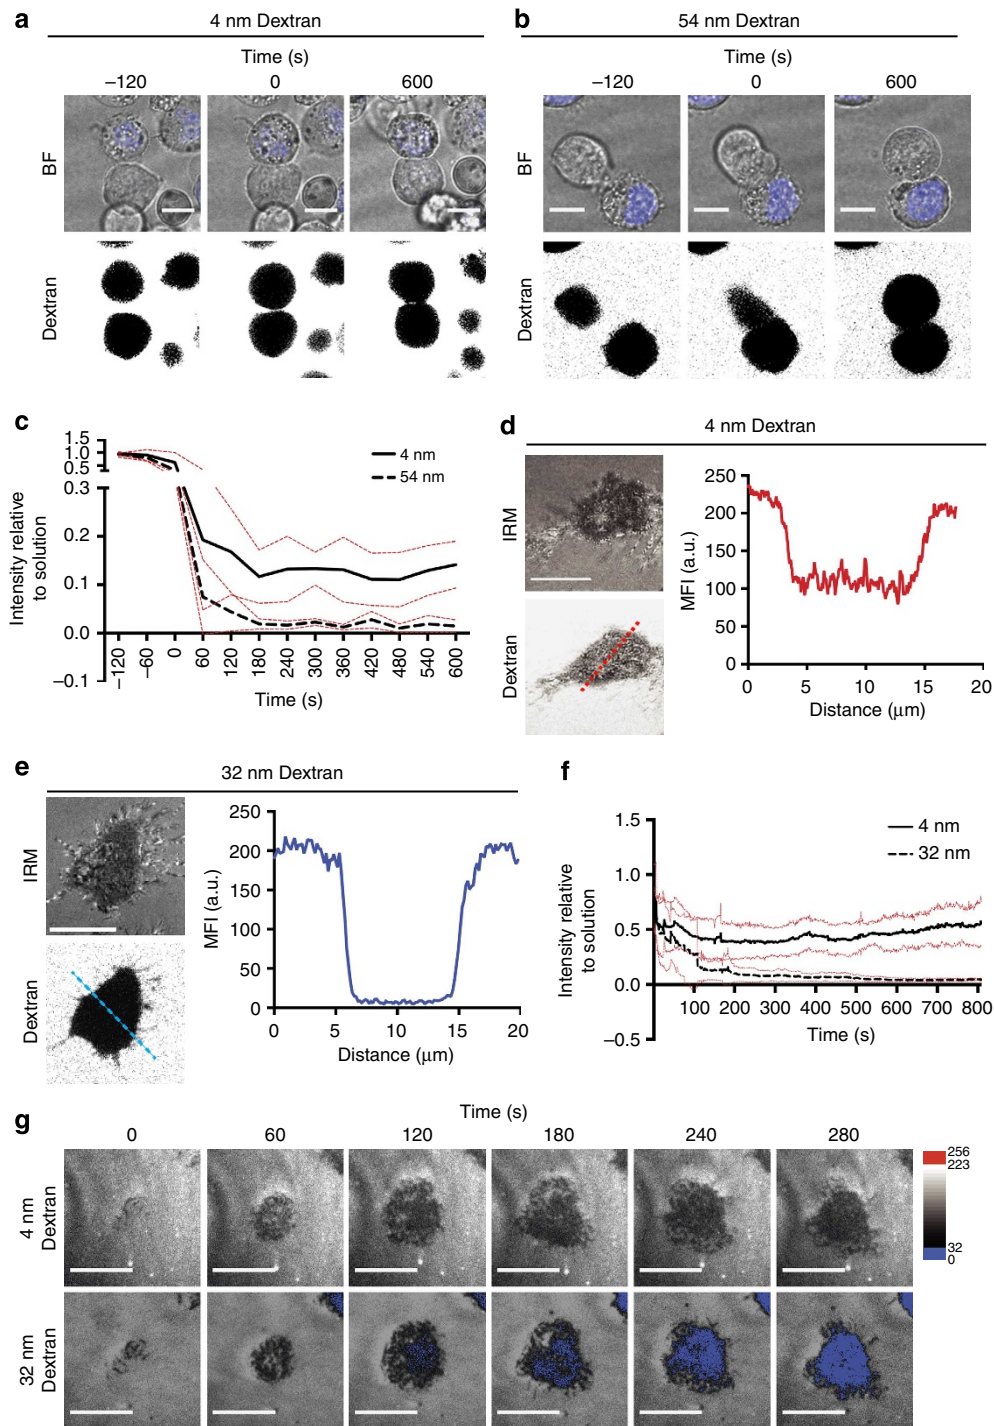 a
4 nm Dextran
Time (s)
–120 0 600
BF
Dextran
b
54 nm Dextran
Time (s)
–120 0 600
BF
Dextran
c
1.5
1.0
0.5
0.3
0.2
0.1
0.0
–0.1
Intensity relative
to solution
4 nm
54 nm
–120 –60 0 60 120 180 240 300 360 420 480 540 600
Time (s)
d
4 nm Dextran
IRM
Dextran
MFI (a.u.)
250
200
150
100
50
0
0 5 10 15 20
Distance (μm)
e
32 nm Dextran
IRM
Dextran
MFI (a.u.)
250
200
150
100
50
0
0 5 10 15 20
Distance (μm)
f
Intensity relative
to solution
1.5
1.0
0.5
0.0
–0.5
4 nm
32 nm
100 200 300 400 500 600 700 800
Time (s)
g
Time (s)
0 60 120 180 240 280
4 nm
Dextran
32 nm
Dextran
256
223
32
0